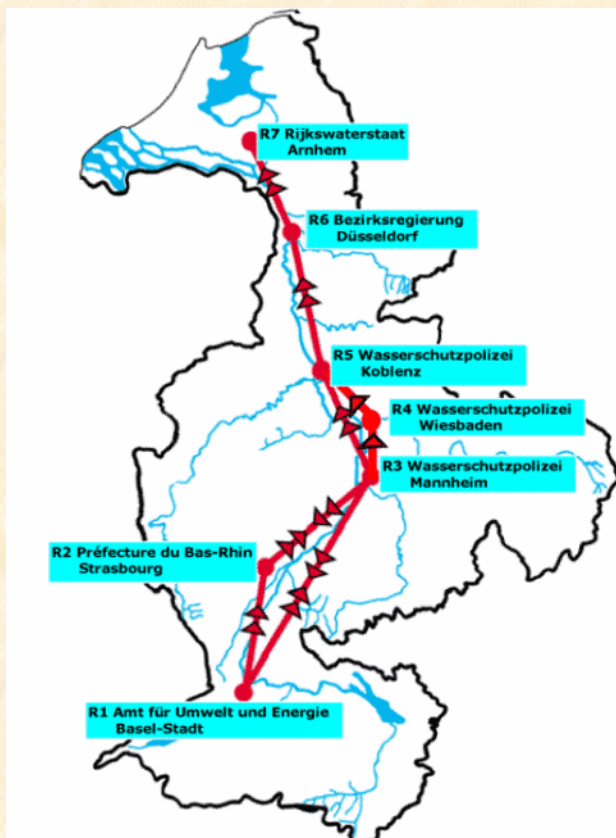 R7 Rijkswaterstaat
Arnhem
R6 Bezirksregierung
Düsseldorf
R5 Wasserschutzpolizei
Koblenz
R4 Wasserschutzpolizei
Wiesbaden
R3 Wasserschutzpolizei
Mannheim
R2 Préfecture du Bas-Rhin
Strasbourg
R1 Amt für Umwelt und Energie
Basel-Stadt